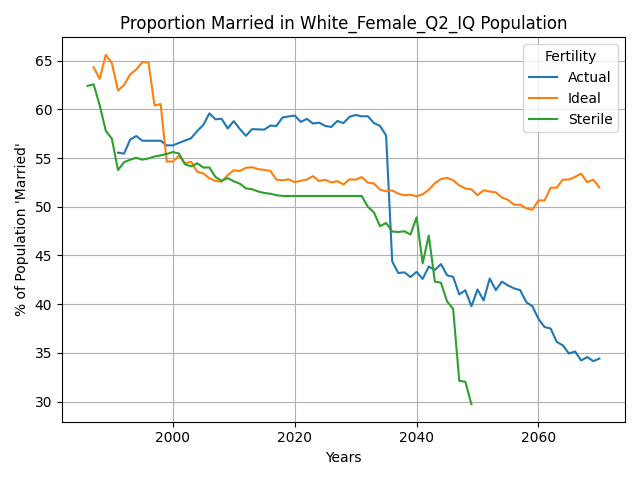 Proportion Married in White_Female_Q2_IQ Population
% of Population 'Married'
65
60
55
50
45
40
35
30
2000
2020
2040
2060
Years
Fertility
Actual
Ideal
Sterile